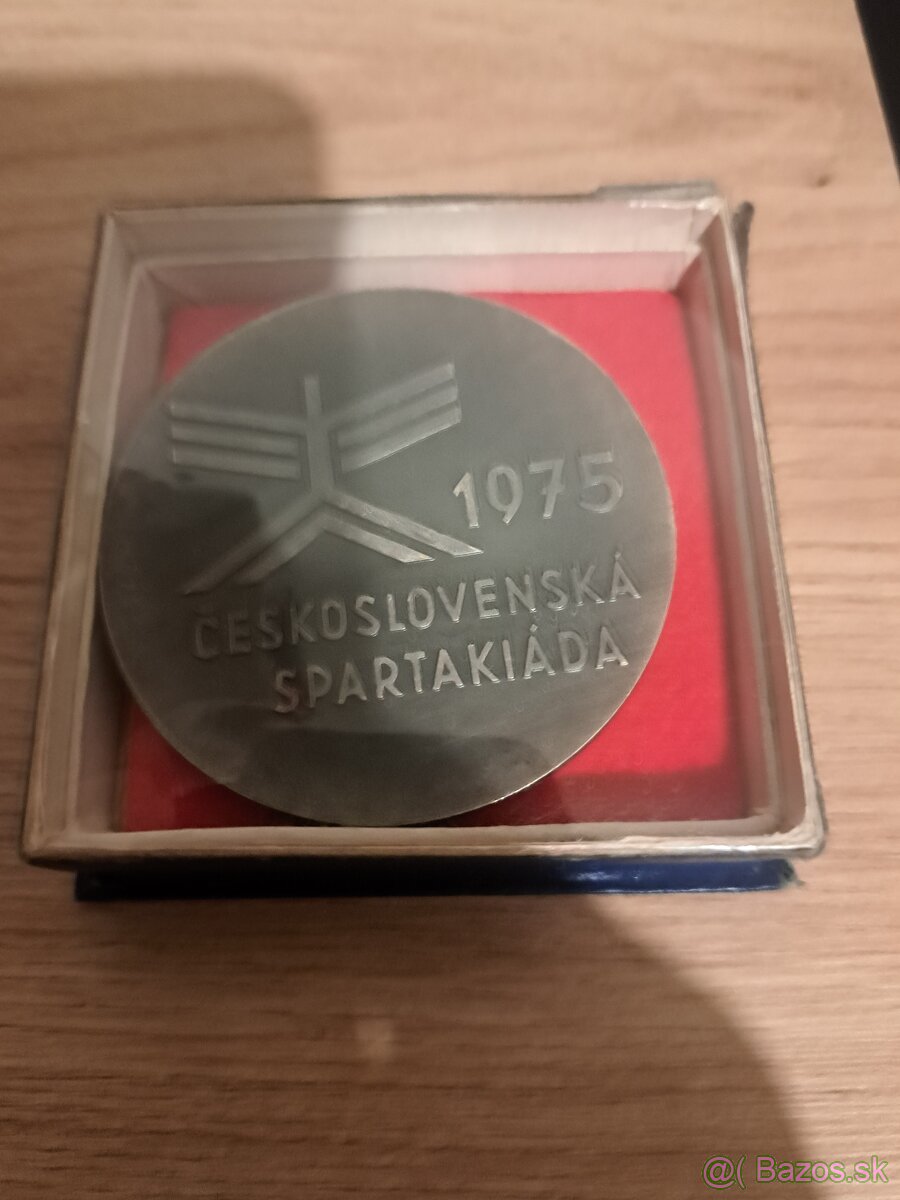 1975
ČESKOSLOVENSKÁ
SPARTAKIÁDA
@( Bazos.sk